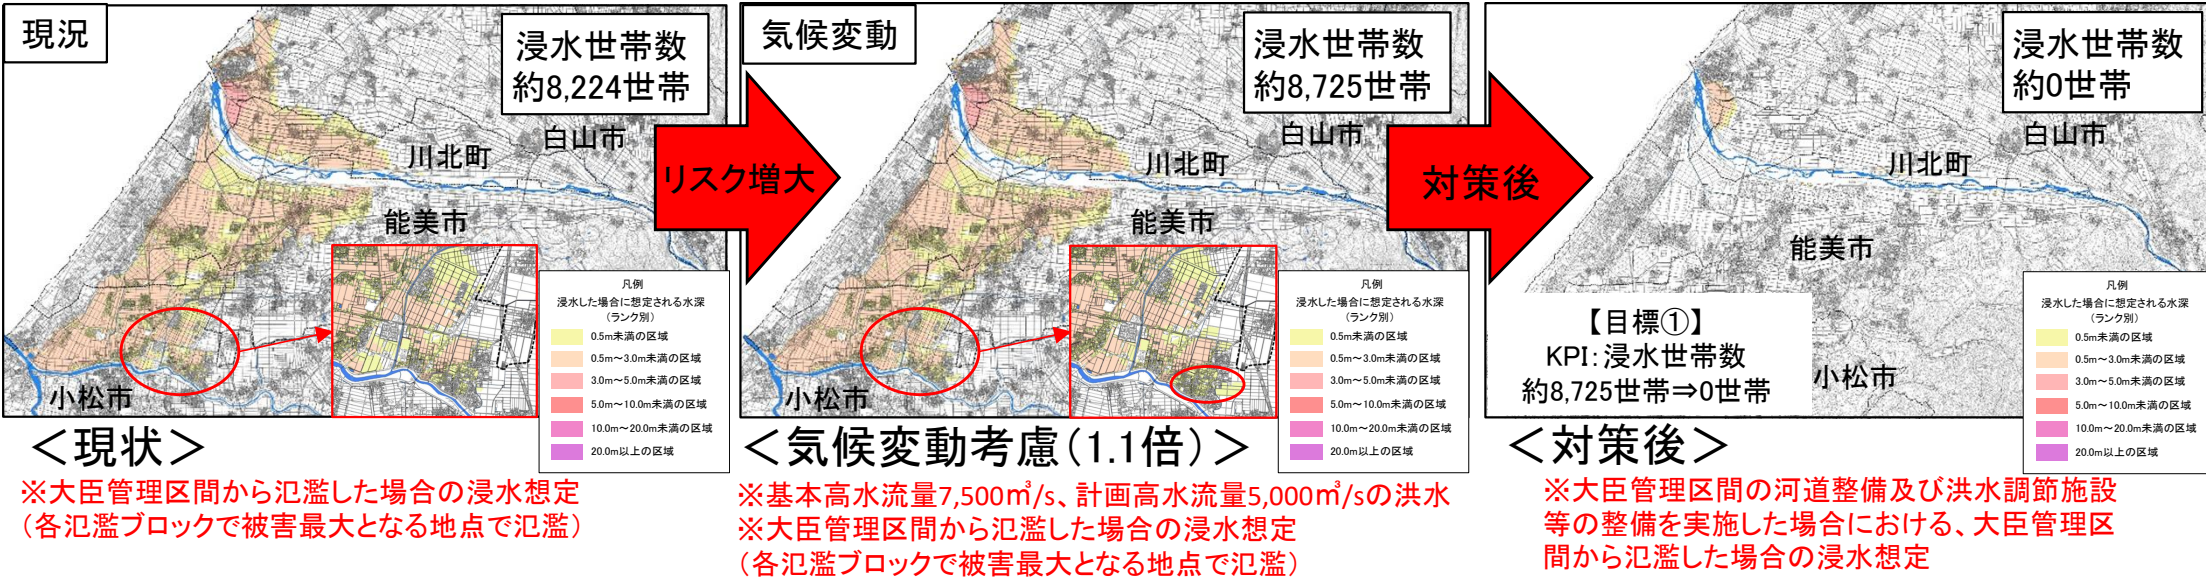 現況
浸水世帯数
約8,224世帯
白山市
川北町
能美市
小松市
凡例
浸水した場合に想定される水深
(ランク別)
0.5m未満の区域
0.5m～3.0m未満の区域
3.0m～5.0m未満の区域
5.0m～10.0m未満の区域
10.0m～20.0m未満の区域
20.0m以上の区域
＜現状＞
※大臣管理区間から氾濫した場合の浸水想定
（各氾濫ブロックで被害最大となる地点で氾濫）
リスク増大
気候変動
浸水世帯数
約8,725世帯
白山市
川北町
能美市
小松市
凡例
浸水した場合に想定される水深
(ランク別)
0.5m未満の区域
0.5m～3.0m未満の区域
3.0m～5.0m未満の区域
5.0m～10.0m未満の区域
10.0m～20.0m未満の区域
20.0m以上の区域
＜気候変動考慮（1.1倍）＞
※基本高水流量7,500㎥/s、計画高水流量5,000㎥/sの洪水
※大臣管理区間から氾濫した場合の浸水想定
（各氾濫ブロックで被害最大となる地点で氾濫）
対策後
浸水世帯数
約0世帯
白山市
川北町
能美市
小松市
【目標①】
KPI：浸水世帯数
約8,725世帯⇒0世帯
凡例
浸水した場合に想定される水深
(ランク別)
0.5m未満の区域
0.5m～3.0m未満の区域
3.0m～5.0m未満の区域
5.0m～10.0m未満の区域
10.0m～20.0m未満の区域
20.0m以上の区域
＜対策後＞
※大臣管理区間の河道整備及び洪水調節施設
等の整備を実施した場合における、大臣管理区
間から氾濫した場合の浸水想定